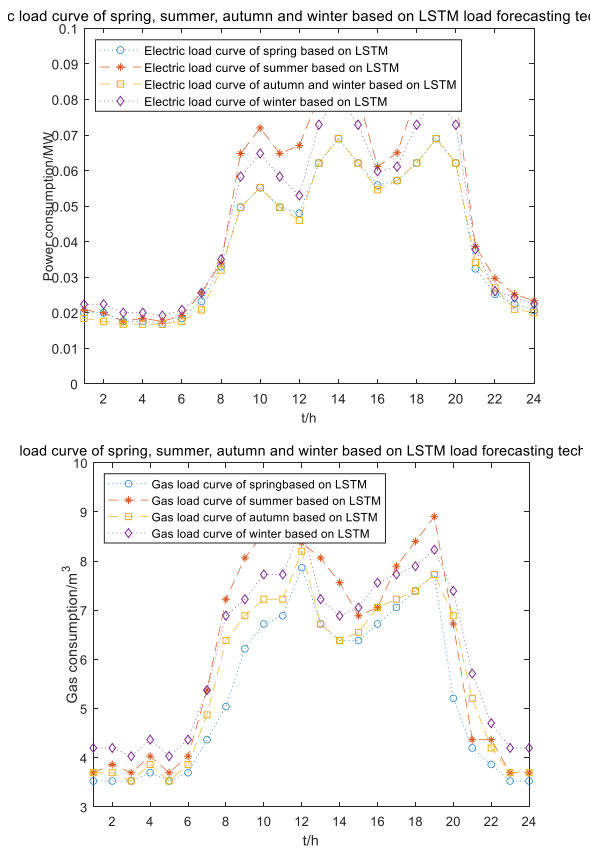 c load curve of spring, summer, autumn and winter based on LSTM load forecasting tec
0.1
Electric load curve of spring based on LSTM
Electric load curve of summer based on LSTM
Electric load curve of autumn and winter based on LSTM
Electric load curve of winter based on LSTM
0.09
0.08
0.07
0.06
0.05
0.04
0.03
0.02
0.01
0
Power consumption/MW
2 4 6 8 10 12 14 16 18 20 22 24
t/h
load curve of spring, summer, autumn and winter based on LSTM load forecasting tech
10
Gas load curve of springbased on LSTM
Gas load curve of summer based on LSTM
Gas load curve of autumn based on LSTM
Gas load curve of winter based on LSTM
9
8
7
6
5
4
3
Gas consumption/m³
2 4 6 8 10 12 14 16 18 20 22 24
t/h